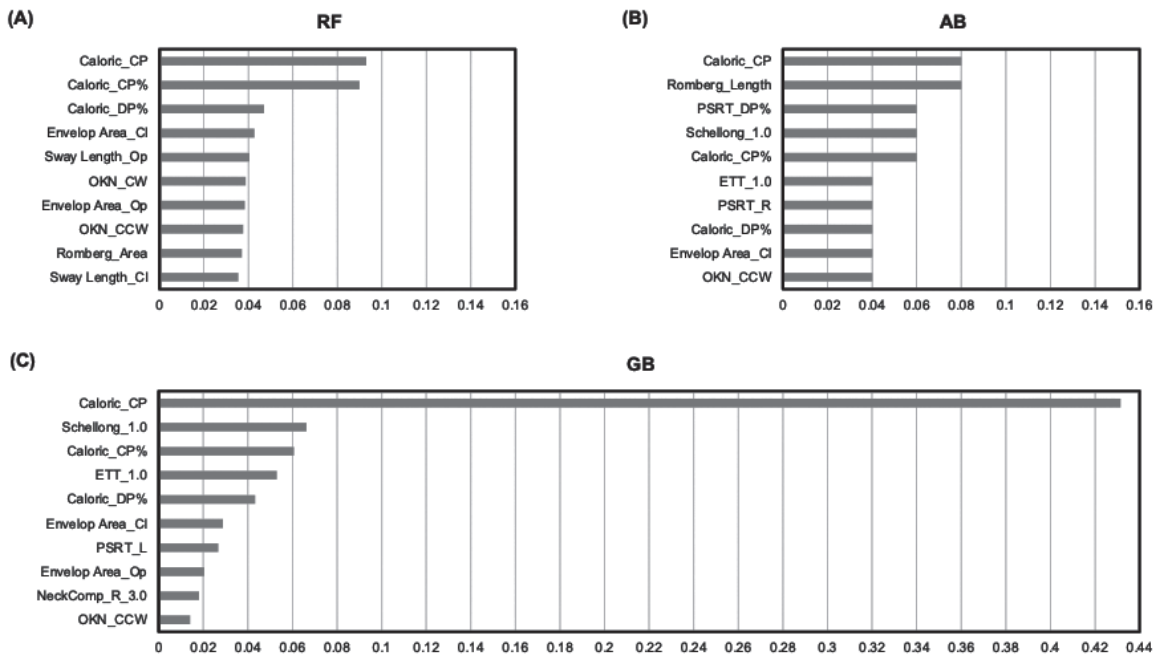 (A)
RF
Caloric_CP
Caloric_CP%
Caloric_DP%
Envelop Area_Cl
Sway Length_Op
OKN_CW
Envelop Area_Op
OKN_CCW
Romberg_Area
Sway Length_Cl
0 0.02 0.04 0.06 0.08 0.1 0.12 0.14 0.16
(B)
AB
Caloric_CP
Romberg_Length
PSRT_DP%
Schellong_1.0
Caloric_CP%
ETT_1.0
PSRT_R
Caloric_DP%
Envelop Area_Cl
OKN_CCW
0 0.02 0.04 0.06 0.08 0.1 0.12 0.14 0.16
(C)
GB
Caloric_CP
Schellong_1.0
Caloric_CP%
ETT_1.0
Caloric_DP%
Envelop Area_Cl
PSRT_L
Envelop Area_Op
NeckComp_R_3.0
OKN_CCW
0 0.02 0.04 0.06 0.08 0.1 0.12 0.14 0.16 0.18 0.2 0.22 0.24 0.26 0.28 0.3 0.32 0.34 0.36 0.38 0.4 0.42 0.44